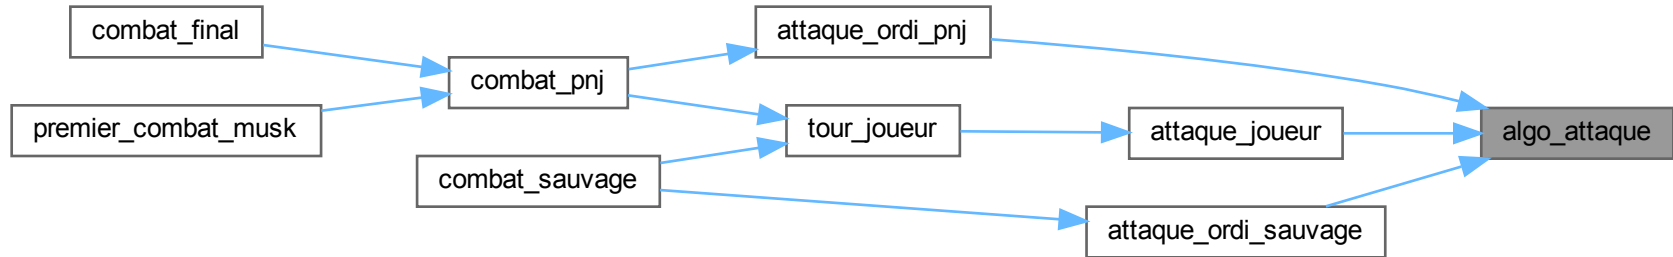 combat_final
attaque_ordi_pnj
combat_pnj
premier_combat_musk
tour_joueur
attaque_joueur
algo_attaque
combat_sauvage
attaque_ordi_sauvage